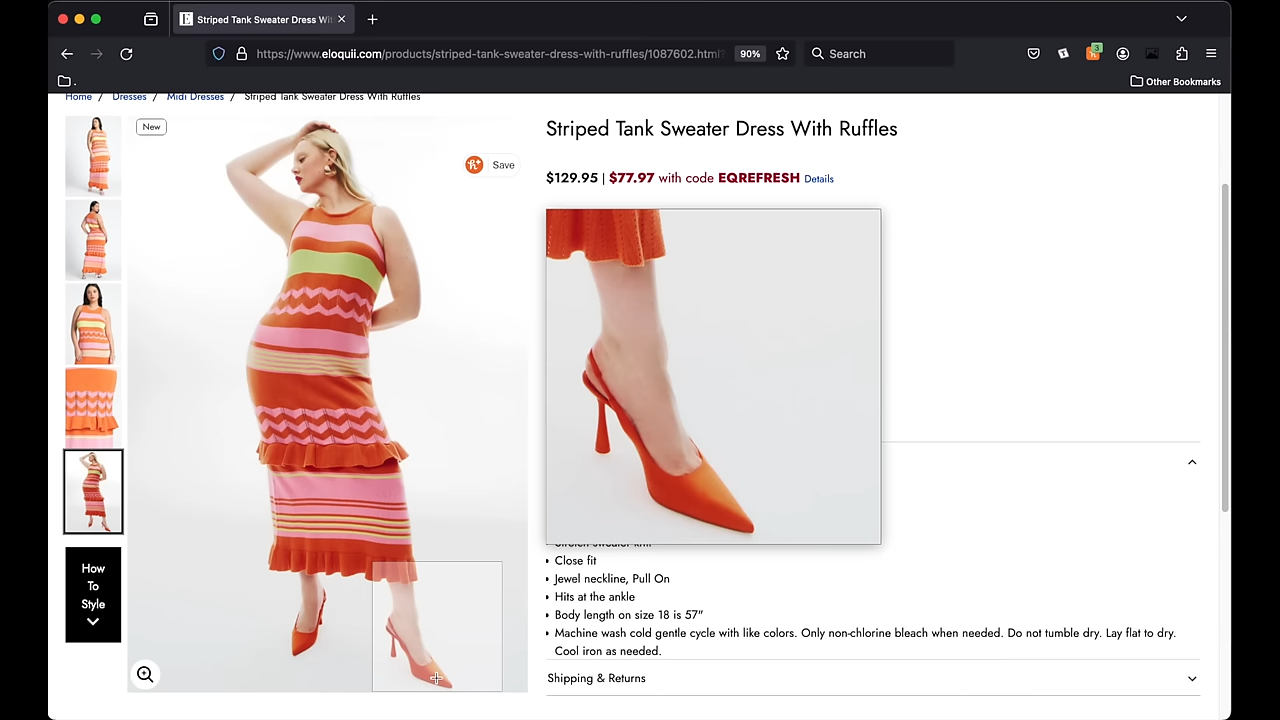 Striped Tank Sweater Dress Wit
https://www.eloquii.com/products/striped-tank-sweater-dress-with-ruffles/1087602.html?
90%
Search
3
.
Other Bookmarks
Home / Dresses / Midi Dresses / Striped Tank Sweater Dress With Ruffles
New
Save
Striped Tank Sweater Dress With Ruffles
$129.95 | $77.97 with code EQREFRESH Details
Stretch sweater knit
Close fit
Jewel neckline, Pull On
Hits at the ankle
Body length on size 18 is 57"
Machine wash cold gentle cycle with like colors. Only non-chlorine bleach when needed. Do not tumble dry. Lay flat to dry.
Cool iron as needed.
Shipping & Returns
How
To
Style